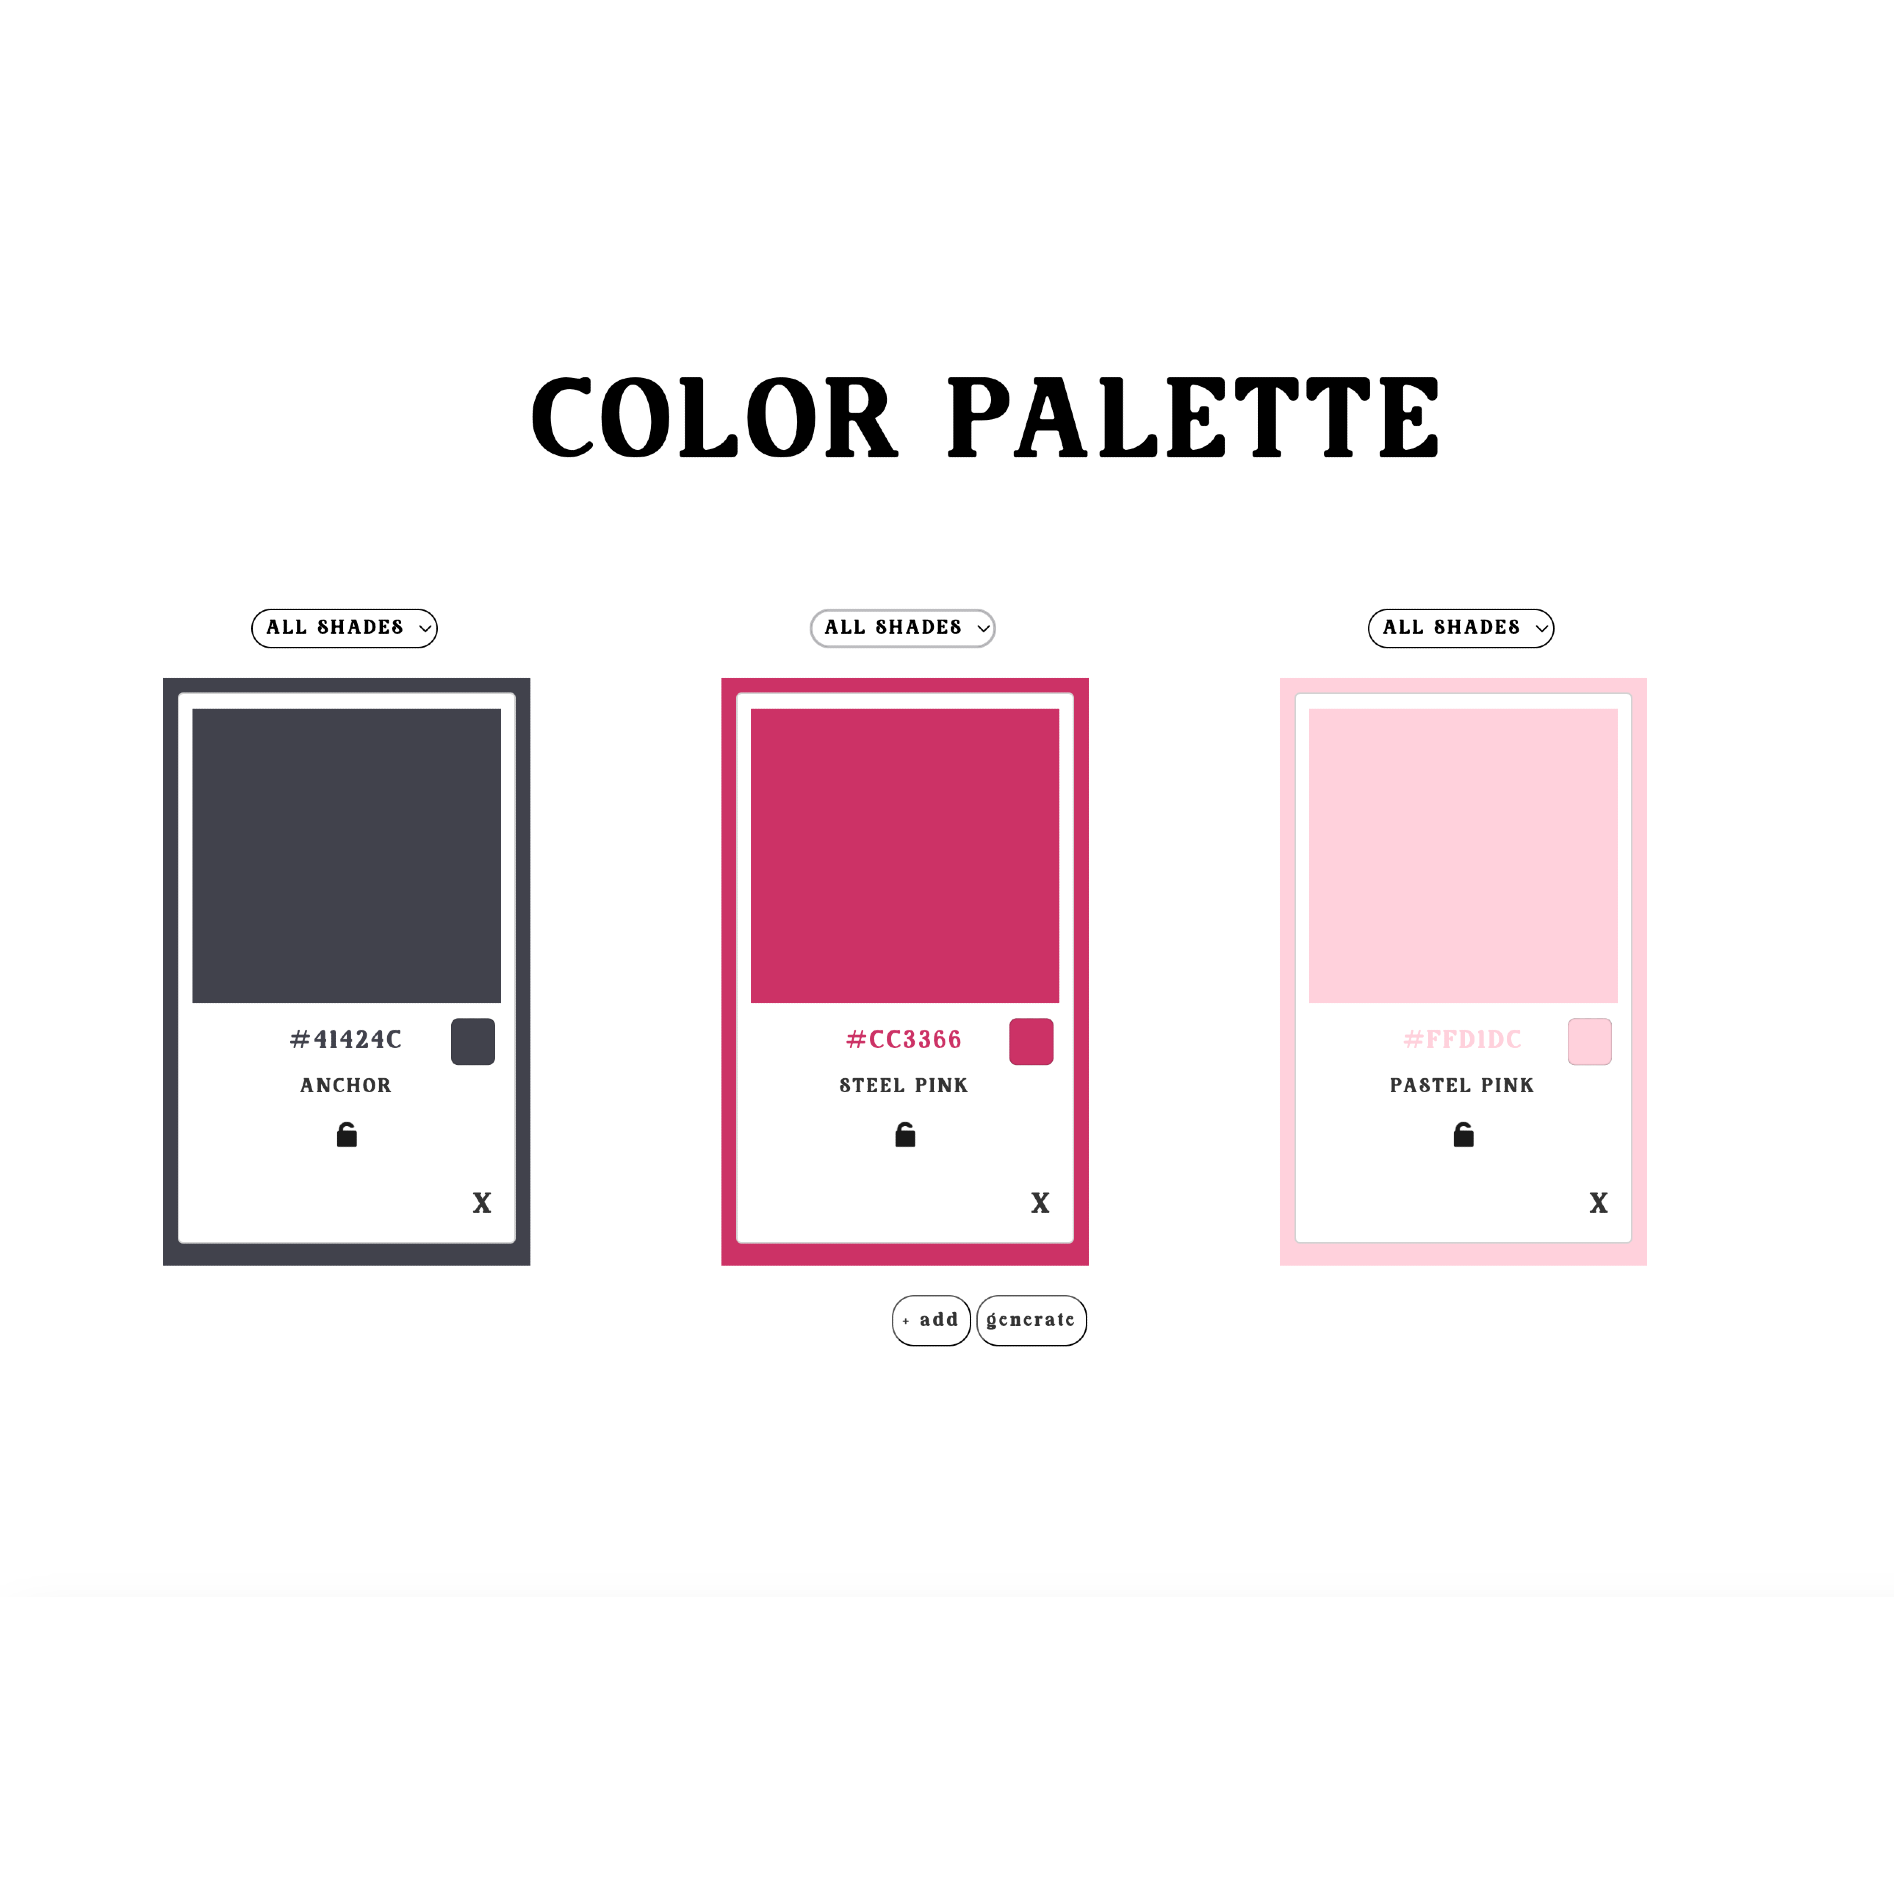 COLOR PALETTE
ALL SHADES
ALL SHADES
ALL SHADES
#41424C
ANCHOR
X
#CC3366
STEEL PINK
X
#FFD1DC
PASTEL PINK
X
+ add
generate